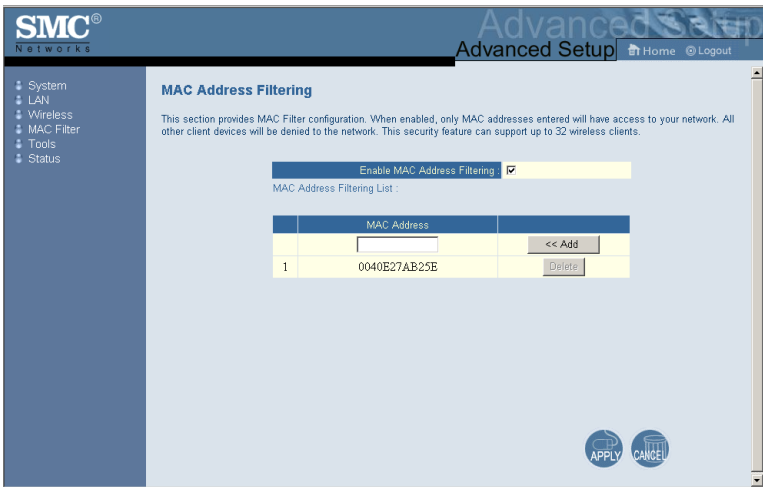 SMC®
Networks
Advanced Setup
Advanced Setup
Home
Logout
System
LAN
Wireless
MAC Filter
Tools
Status
MAC Address Filtering
This section provides MAC Filter configuration. When enabled, only MAC addresses entered will have access to your network. All
other client devices will be denied to the network. This security feature can support up to 32 wireless clients.
Enable MAC Address Filtering :
MAC Address Filtering List :
MAC Address
<< Add
1 0040E27AB25E Delete
APPLY CANCEL